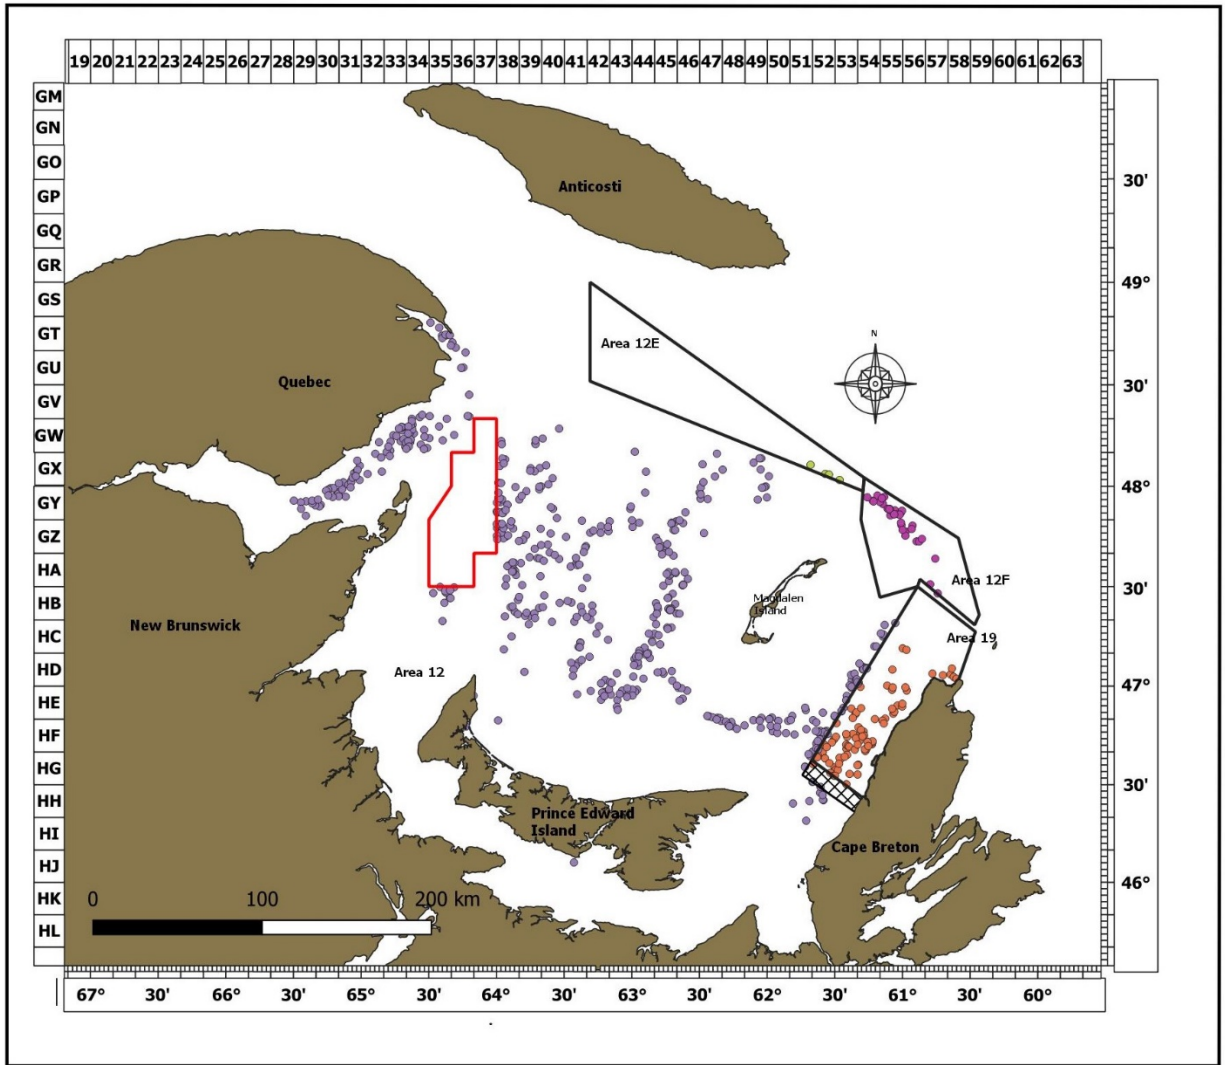 19 20 21 22 23 24 25 26 27 28 29 30 31 32 33 34 35 36 37 38 39 40 41 42 43 44 45 46 47 48 49 50 51 52 53 54 55 56 57 58 59 60 61 62 63
GM
GN
GO
GP
GQ
GR
GS
GT
GU
GV
GW
GX
GY
GZ
HA
HB
HC
HD
HE
HF
HG
HH
HI
HJ
HK
HL
Anticosti
Area 12E
N
Quebec
Area 12F
Magdalen
Island
New Brunswick
Area 19
Area 12
Prince Edward
Island
Cape Breton
0 100 200 km
30'
49°
30'
48°
30'
47°
30'
46°
67° 30' 66° 30' 65° 30' 64° 30' 63° 30' 62° 30' 61° 30' 60°